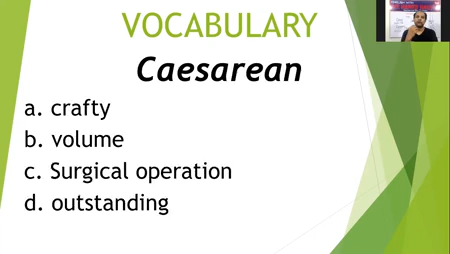 VOCABULARY
Caesarean
a. crafty
b. volume
c. Surgical operation
d. outstanding